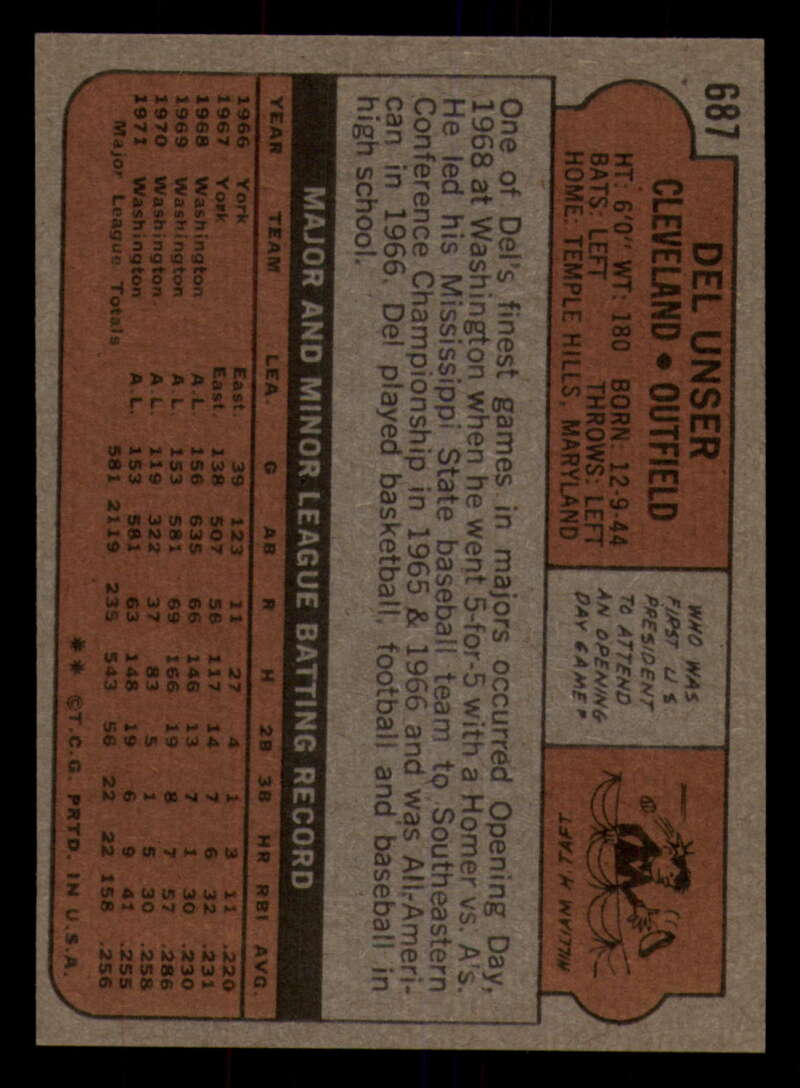 687
DEL UNSER
CLEVELAND • OUTFIELD
HT: 6'0" WT: 180 BORN: 12-9-44
BATS: LEFT THROWS: LEFT
HOME: TEMPLE HILLS, MARYLAND
WHO WAS
FIRST U S
PRESIDENT
TO ATTEND
AN OPENING
DAY GAME?
WILLIAM H. TAFT
One of Del's finest games in majors occurred Opening Day,
1968 at Washington when he went 5-for-5 with a Homer vs. A's.
He led his Mississippi State baseball team to Southeastern
Conference Championship in 1965 & 1966 and was All-Ameri-
can in 1966. Del played basketball, football and baseball in
high school.
MAJOR AND MINOR LEAGUE BATTING RECORD
YEAR TEAM LEA. G AB R H 2B 3B HR RBI AVG.
1966 York East. 39 123 11 27 4 1 3 11 .220
1967 York East. 138 507 56 117 14 7 6 32 .231
1968 Washington A.L. 156 635 66 146 13 7 1 30 .230
1969 Washington A.L. 153 581 69 166 19 8 7 57 .286
1970 Washington A.L. 119 322 37 83 5 1 5 30 .258
1971 Washington A.L. 153 581 63 148 19 6 9 41 .255
Major League Totals 581 2119 235 543 56 22 22 158 .256
** ©T.C.G. PRTD. IN U.S.A.